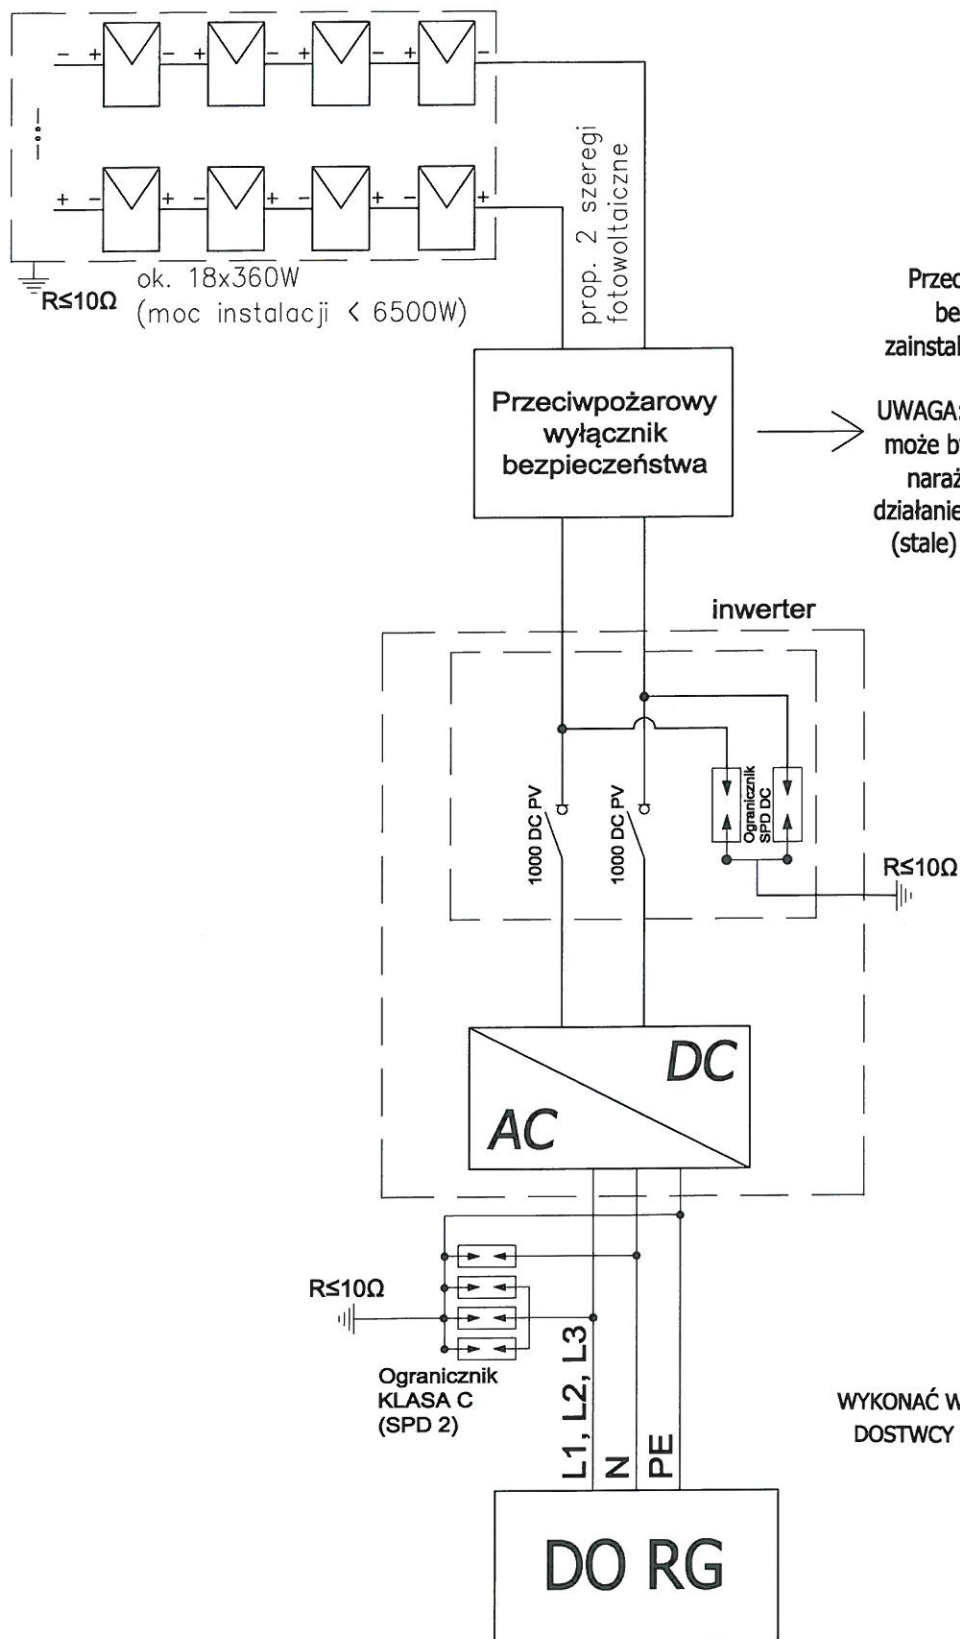 - + - + - + - + -
+ - + - + - + - +
R≤10Ω
ok. 18x360W
(moc instalacji < 6500W)
prop. 2 szeregi
fotowoltaiczne
Przeciwpożarowy
wyłącznik
bezpieczeństwa
UWAGA:
może
działanie
(stale)
inwerter
1000 DC PV
1000 DC PV
Ogranicznik
SPD DC
R≤10Ω
DC
AC
R≤10Ω
Ogranicznik
KLASA C
(SPD 2)
L1, L2, L3
N
PE
WYKONAĆ W
DOSTWCY
DO RG